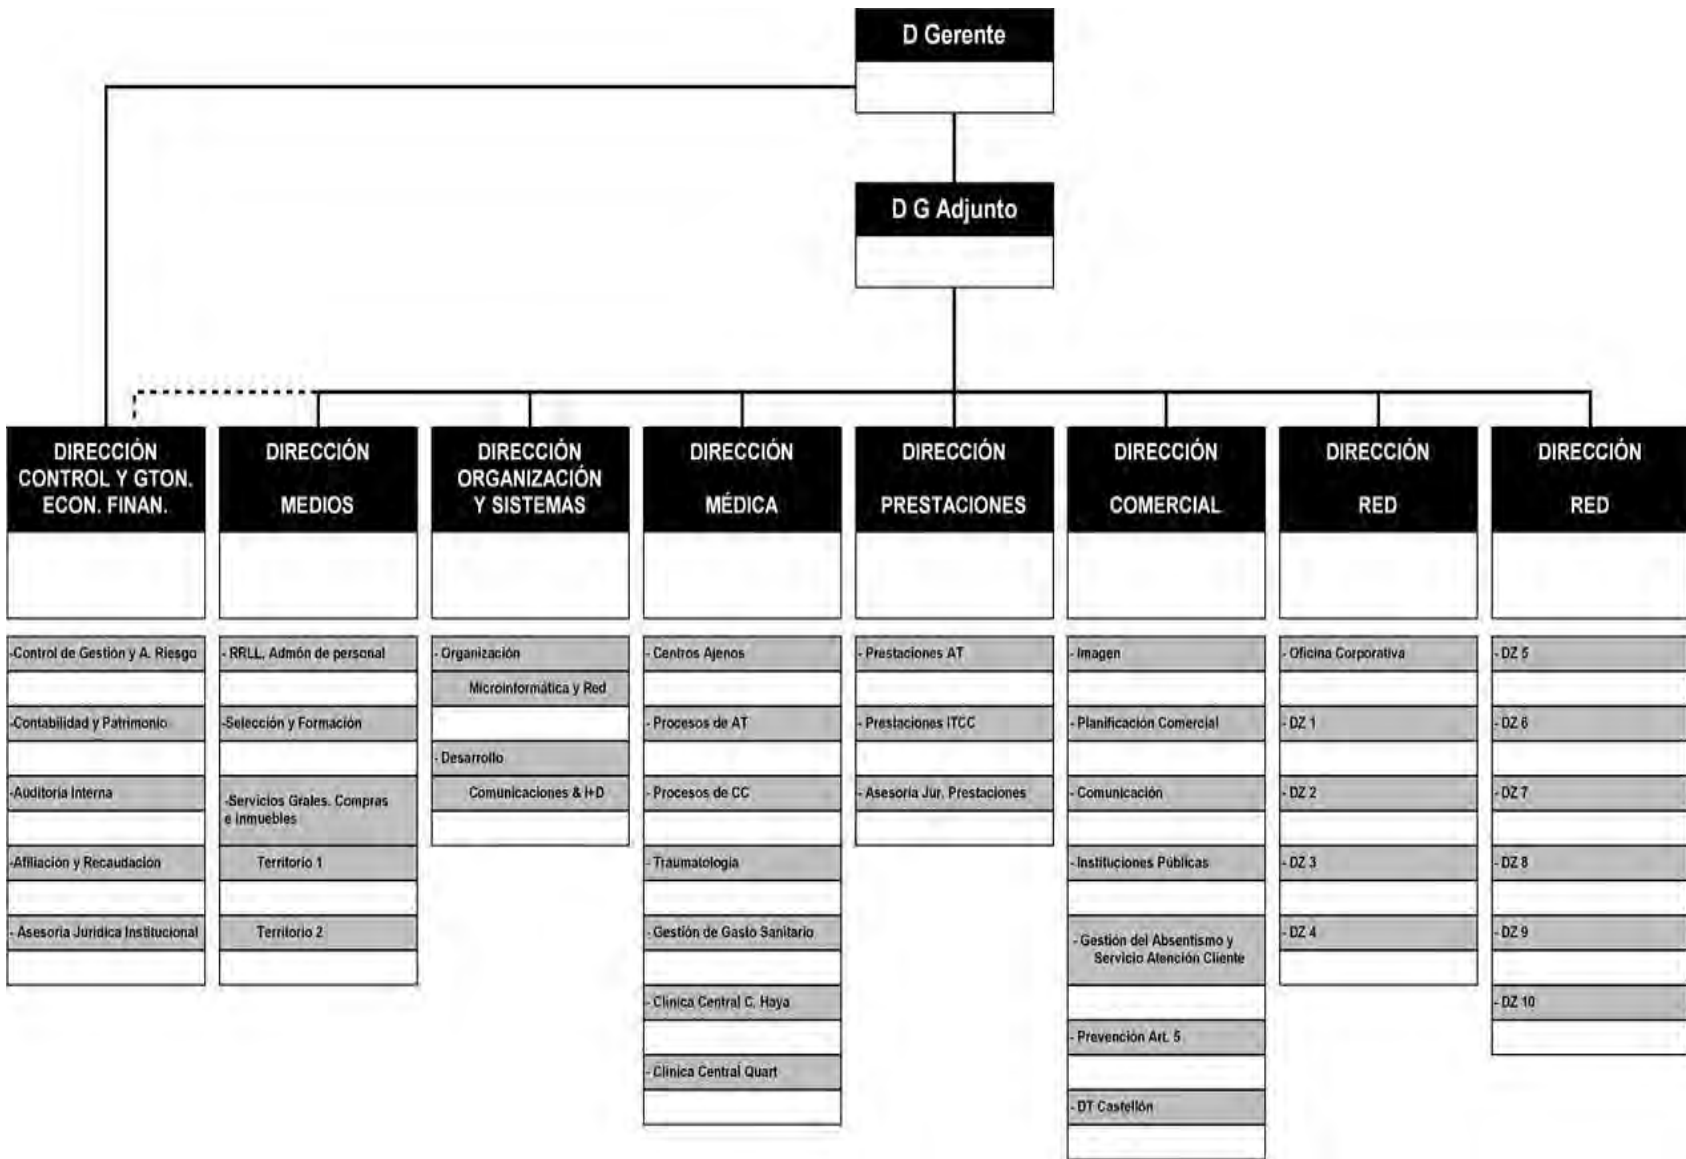 D Gerente
D G Adjunto
DIRECCIÓN
CONTROL Y GTON.
ECON. FINAN.
-Control de Gestión y A. Riesgo
-Contabilidad y Patrimonio
-Auditoría Interna
-Afiliación y Recaudación
- Asesoría Jurídica Institucional
DIRECCIÓN
MEDIOS
- RRLL, Admón de personal
-Selección y Formación
-Servicios Grales. Compras
e Inmuebles
Territorio 1
Territorio 2
DIRECCIÓN
ORGANIZACIÓN
Y SISTEMAS
- Organización
Microinformática y Red
- Desarrollo
Comunicaciones & I+D
DIRECCIÓN
MÉDICA
- Centros Ajenos
- Procesos de AT
- Procesos de CC
- Traumatología
- Gestión de Gasto Sanitario
- Clínica Central C. Haya
- Clínica Central Quart
DIRECCIÓN
PRESTACIONES
- Prestaciones AT
- Prestaciones ITCC
- Asesoría Jur. Prestaciones
DIRECCIÓN
COMERCIAL
- Imagen
- Planificación Comercial
- Comunicación
- Instituciones Públicas
- Gestión del Absentismo y
Servicio Atención Cliente
- Prevención Art. 5
- DT Castellón
DIRECCIÓN
RED
- Oficina Corporativa
- DZ 1
- DZ 2
- DZ 3
- DZ 4
DIRECCIÓN
RED
- DZ 5
- DZ 6
- DZ 7
- DZ 8
- DZ 9
- DZ 10